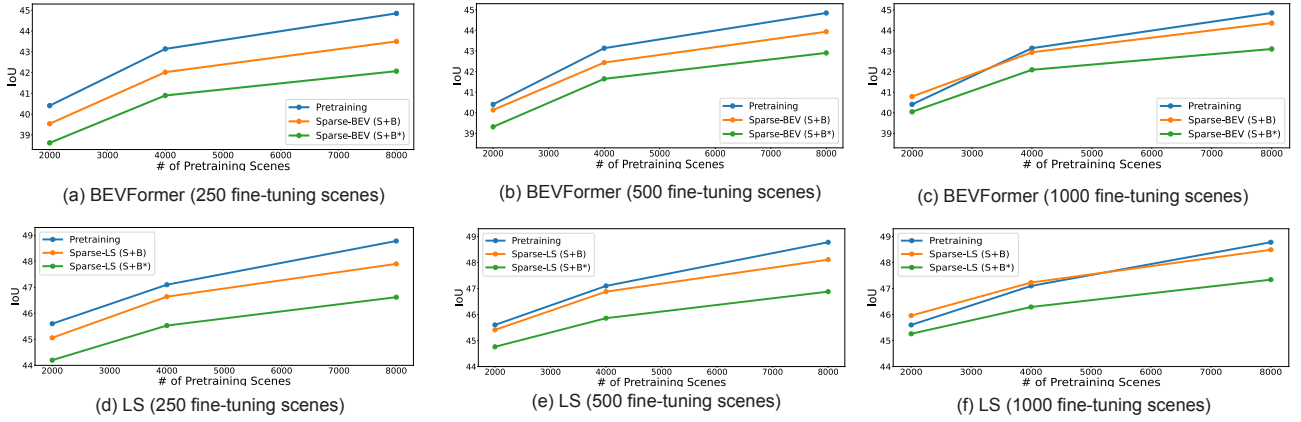 45
44
43
42
41
40
39
IoU
Pretraining
Sparse-BEV (S+B)
Sparse-BEV (S+B*)
2000 3000 4000 5000 6000 7000 8000
# of Pretraining Scenes
(a) BEVFormer (250 fine-tuning scenes)
45
44
43
42
41
40
39
IoU
Pretraining
Sparse-BEV (S+B)
Sparse-BEV (S+B*)
2000 3000 4000 5000 6000 7000 8000
# of Pretraining Scenes
(b) BEVFormer (500 fine-tuning scenes)
45
44
43
42
41
40
39
IoU
Pretraining
Sparse-BEV (S+B)
Sparse-BEV (S+B*)
2000 3000 4000 5000 6000 7000 8000
# of Pretraining Scenes
(c) BEVFormer (1000 fine-tuning scenes)
49
48
47
46
45
44
IoU
Pretraining
Sparse-LS (S+B)
Sparse-LS (S+B*)
2000 3000 4000 5000 6000 7000 8000
# of Pretraining Scenes
(d) LS (250 fine-tuning scenes)
49
48
47
46
45
44
IoU
Pretraining
Sparse-LS (S+B)
Sparse-LS (S+B*)
2000 3000 4000 5000 6000 7000 8000
# of Pretraining Scenes
(e) LS (500 fine-tuning scenes)
49
48
47
46
45
44
IoU
Pretraining
Sparse-LS (S+B)
Sparse-LS (S+B*)
2000 3000 4000 5000 6000 7000 8000
# of Pretraining Scenes
(f) LS (1000 fine-tuning scenes)